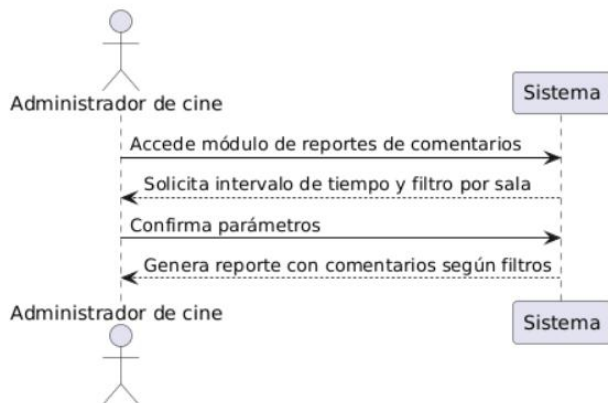 Administrador de cine
Sistema
Accede módulo de reportes de comentarios
Solicita intervalo de tiempo y filtro por sala
Confirma parámetros
Genera reporte con comentarios según filtros
Administrador de cine
Sistema